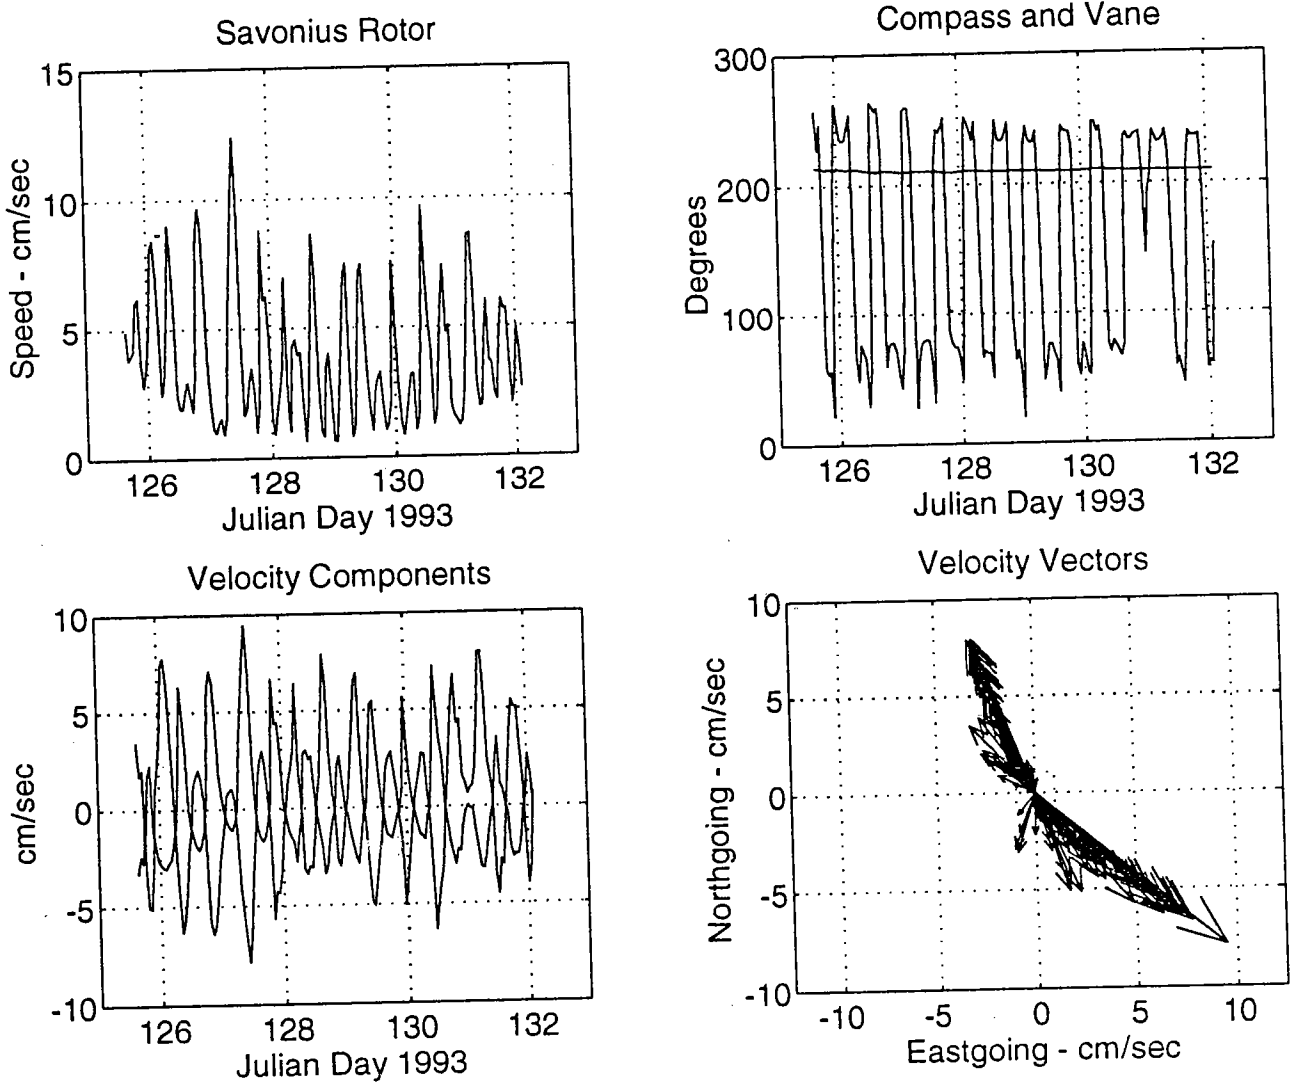 Savonius Rotor
15
10
5
0
Speed - cm/sec
126 128 130 132
Julian Day 1993
Compass and Vane
300
200
100
0
Degrees
126 128 130 132
Julian Day 1993
Velocity Components
10
5
0
-5
-10
cm/sec
126 128 130 132
Julian Day 1993
Velocity Vectors
10
5
0
-5
-10
Northgoing - cm/sec
-10 -5 0 5 10
Eastgoing - cm/sec